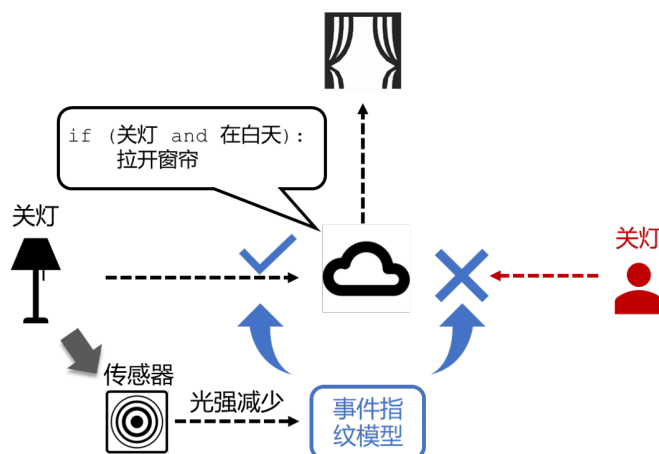 if (关灯 and 在白天):
拉开窗帘
关灯
关灯
传感器
光强减少
事件指
纹模型